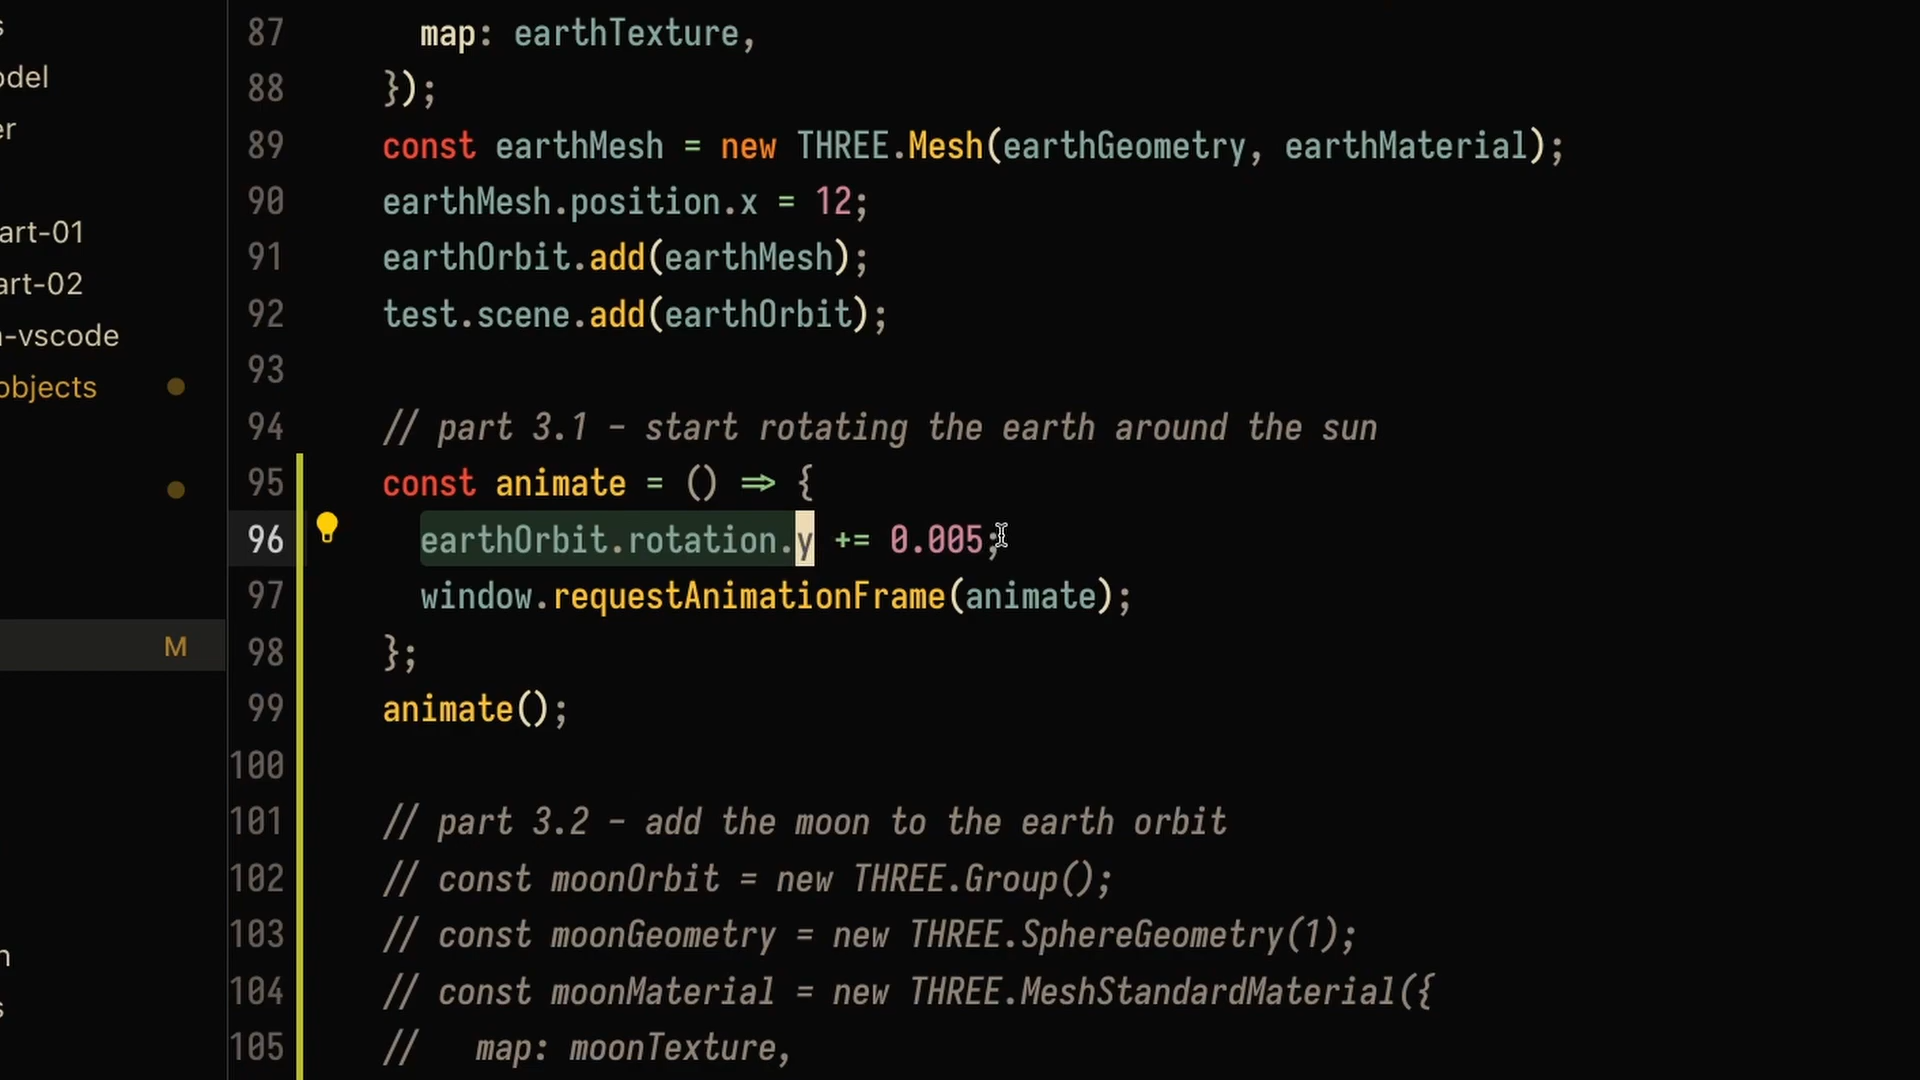 odel
er
art-01
art-02
-vscode
objects
M
87 map: earthTexture,
88 });
89 const earthMesh = new THREE.Mesh(earthGeometry, earthMaterial);
90 earthMesh.position.x = 12;
91 earthOrbit.add(earthMesh);
92 test.scene.add(earthOrbit);
93
94 // part 3.1 - start rotating the earth around the sun
95 const animate = () => {
96 earthOrbit.rotation.y += 0.005;
97 window.requestAnimationFrame(animate);
98 };
99 animate();
100
101 // part 3.2 - add the moon to the earth orbit
102 // const moonOrbit = new THREE.Group();
103 // const moonGeometry = new THREE.SphereGeometry(1);
104 // const moonMaterial = new THREE.MeshStandardMaterial({
105 // map: moonTexture,